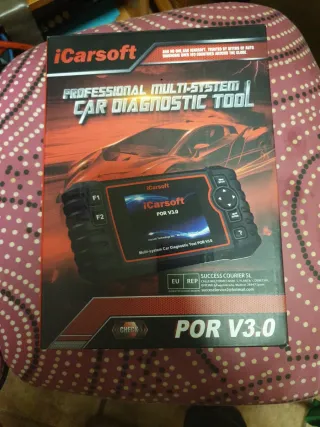 iCarsoft
PROFESSIONAL MULTI-SYSTEM
CAR DIAGNOSTIC TOOL
iCarsoft
iCarsoft
POR V3.0
F1
F2
Multi-system Car Diagnostic Tool POR V3.0
EU REP
SUCCESS COURIER SL
CHECK
POR V3.0